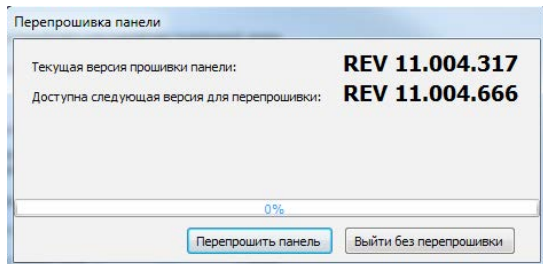 Перепрошивка панели
Текущая версия прошивки панели: REV 11.004.317
Доступна следующая версия для перепрошивки: REV 11.004.666
0%
Перепрошить панель Выйти без перепрошивки